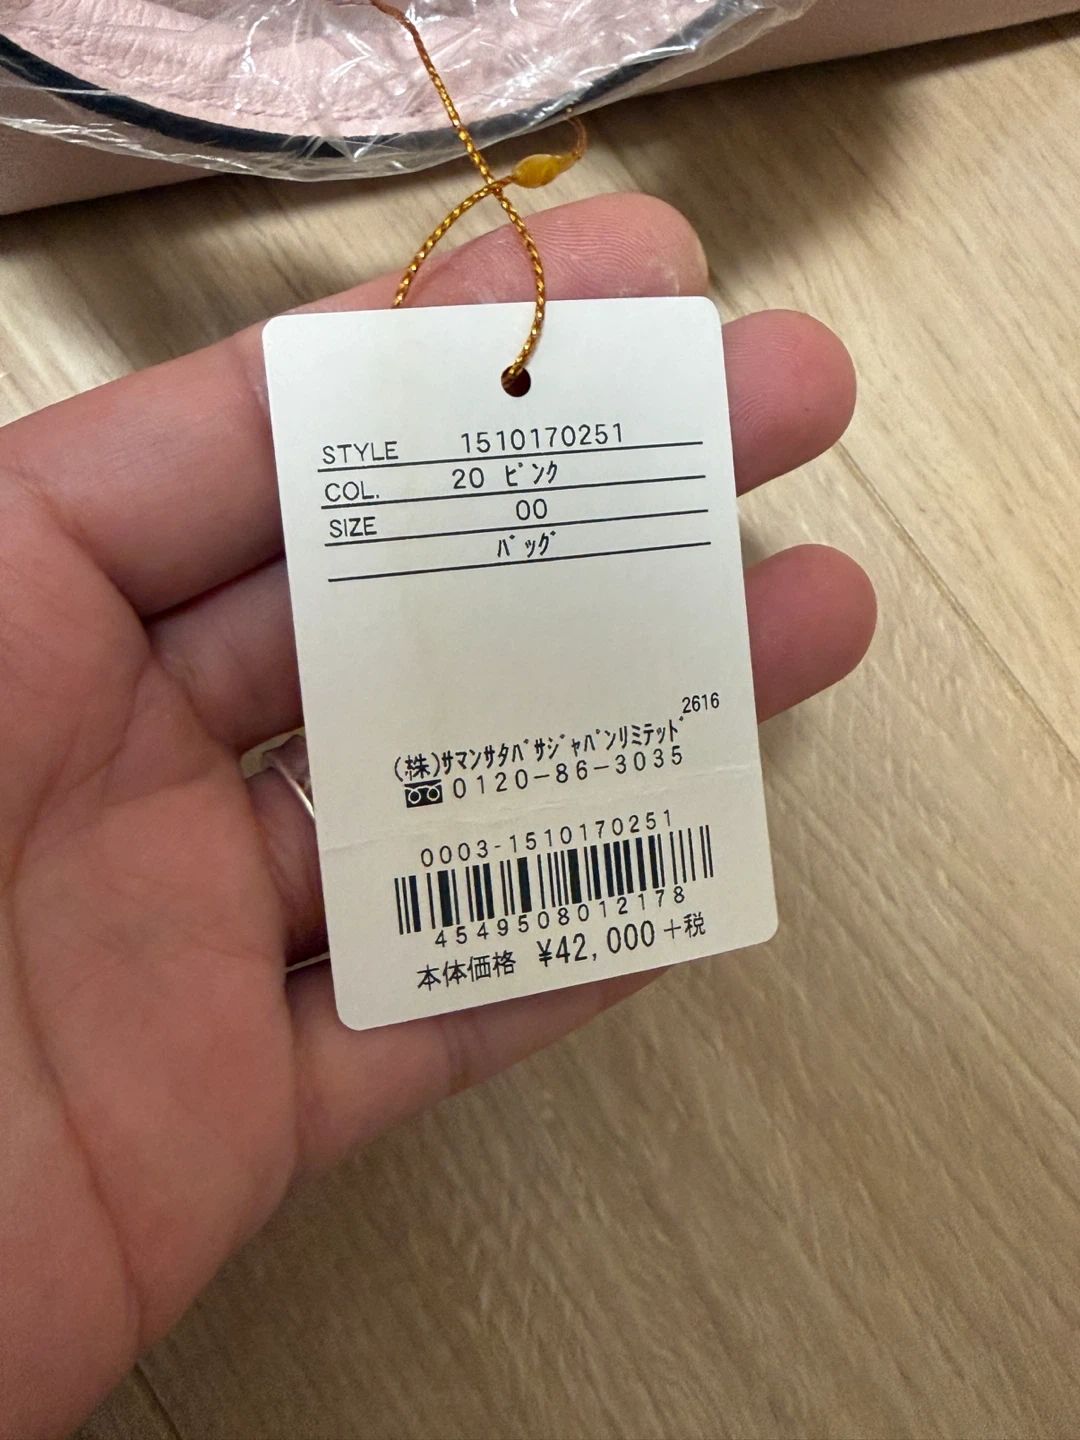 STYLE 1510170251
COL. 20 ピンク
SIZE 00
バッグ
2616
(株)サマンサタバサジャパンリミテッド
0120-86-3035
0003-1510170251
4549508012178
本体価格 ¥42,000+税